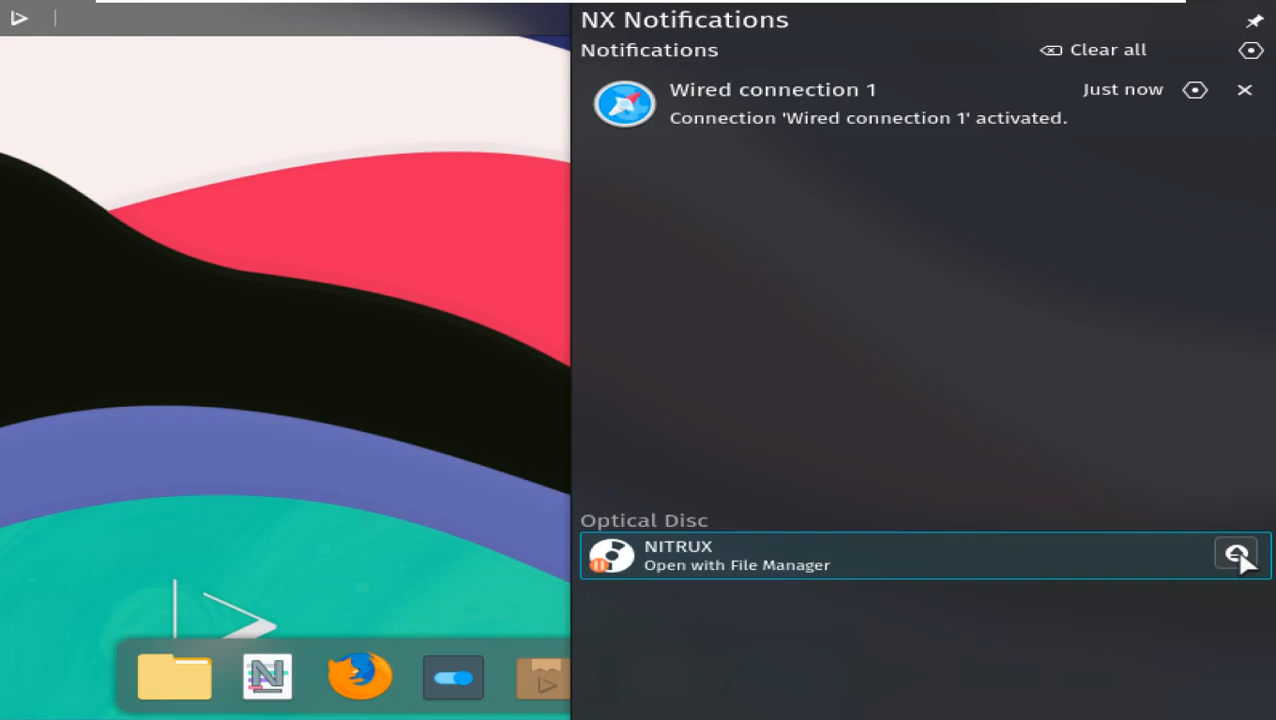 NX Notifications
Notifications
Clear all
Wired connection 1
Just now
Connection 'Wired connection 1' activated.
Optical Disc
NITRUX
Open with File Manager